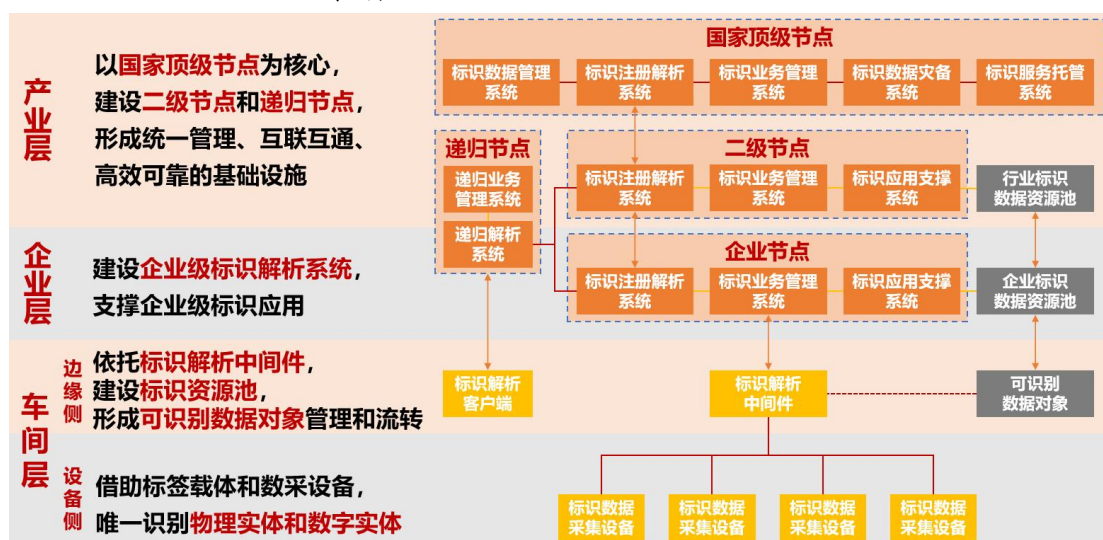 产业层
以国家顶级节点为核心，
建设二级节点和递归节点，
形成统一管理、互联互通、
高效可靠的基础设施
国家顶级节点
标识数据管理
系统
标识注册解析
系统
标识业务管理
系统
标识数据灾备
系统
标识服务托管
系统
递归节点
递归业务
管理系统
递归解析
系统
二级节点
标识注册解析
系统
标识业务管理
系统
标识应用支撑
系统
行业标识
数据资源池
企业层
建设企业级标识解析系统，
支撑企业级标识应用
企业节点
标识注册解析
系统
标识业务管理
系统
标识应用支撑
系统
企业标识
数据资源池
车间层
边缘侧
依托标识解析中间件，
建设标识资源池，
形成可识别数据对象管理和流转
标识解析
客户端
标识解析
中间件
可识别
数据对象
设备侧
借助标签载体和数采设备，
唯一识别物理实体和数字实体
标识数据
采集设备
标识数据
采集设备
标识数据
采集设备
标识数据
采集设备